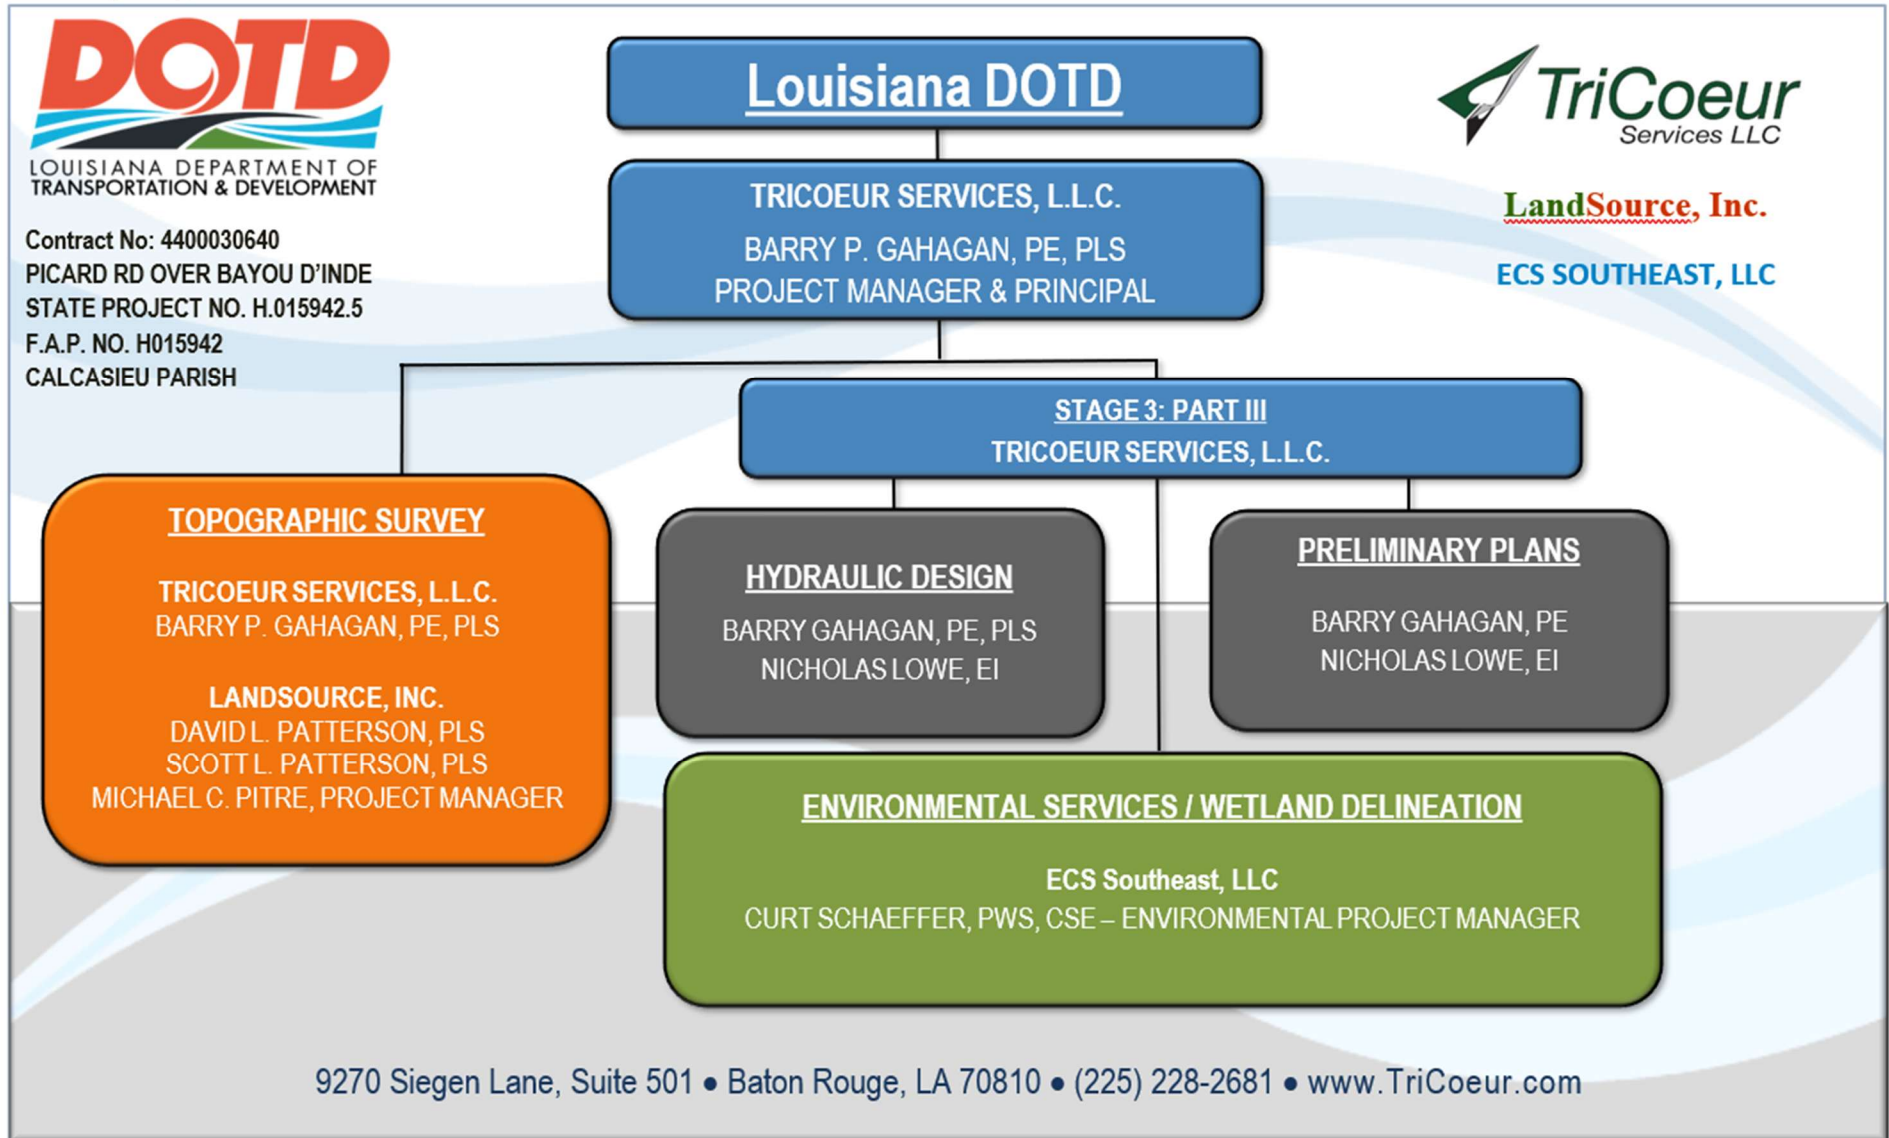 DOTD
LOUISIANA DEPARTMENT OF
TRANSPORTATION & DEVELOPMENT
Contract No: 4400030640
PICARD RD OVER BAYOU D’INDE
STATE PROJECT NO. H.015942.5
F.A.P. NO. H015942
CALCASIEU PARISH
Louisiana DOTD
TRICOEUR SERVICES, L.L.C.
BARRY P. GAHAGAN, PE, PLS
PROJECT MANAGER & PRINCIPAL
TriCoeur
Services LLC
LandSource, Inc.
ECS SOUTHEAST, LLC
STAGE 3: PART III
TRICOEUR SERVICES, L.L.C.
TOPOGRAPHIC SURVEY
TRICOEUR SERVICES, L.L.C.
BARRY P. GAHAGAN, PE, PLS
LANDSOURCE, INC.
DAVID L. PATTERSON, PLS
SCOTT L. PATTERSON, PLS
MICHAEL C. PITRE, PROJECT MANAGER
HYDRAULIC DESIGN
BARRY GAHAGAN, PE, PLS
NICHOLAS LOWE, EI
PRELIMINARY PLANS
BARRY GAHAGAN, PE
NICHOLAS LOWE, EI
ENVIRONMENTAL SERVICES / WETLAND DELINEATION
ECS Southeast, LLC
CURT SCHAEFFER, PWS, CSE – ENVIRONMENTAL PROJECT MANAGER
9270 Siegen Lane, Suite 501 • Baton Rouge, LA 70810 • (225) 228-2681 • www.TriCoeur.com